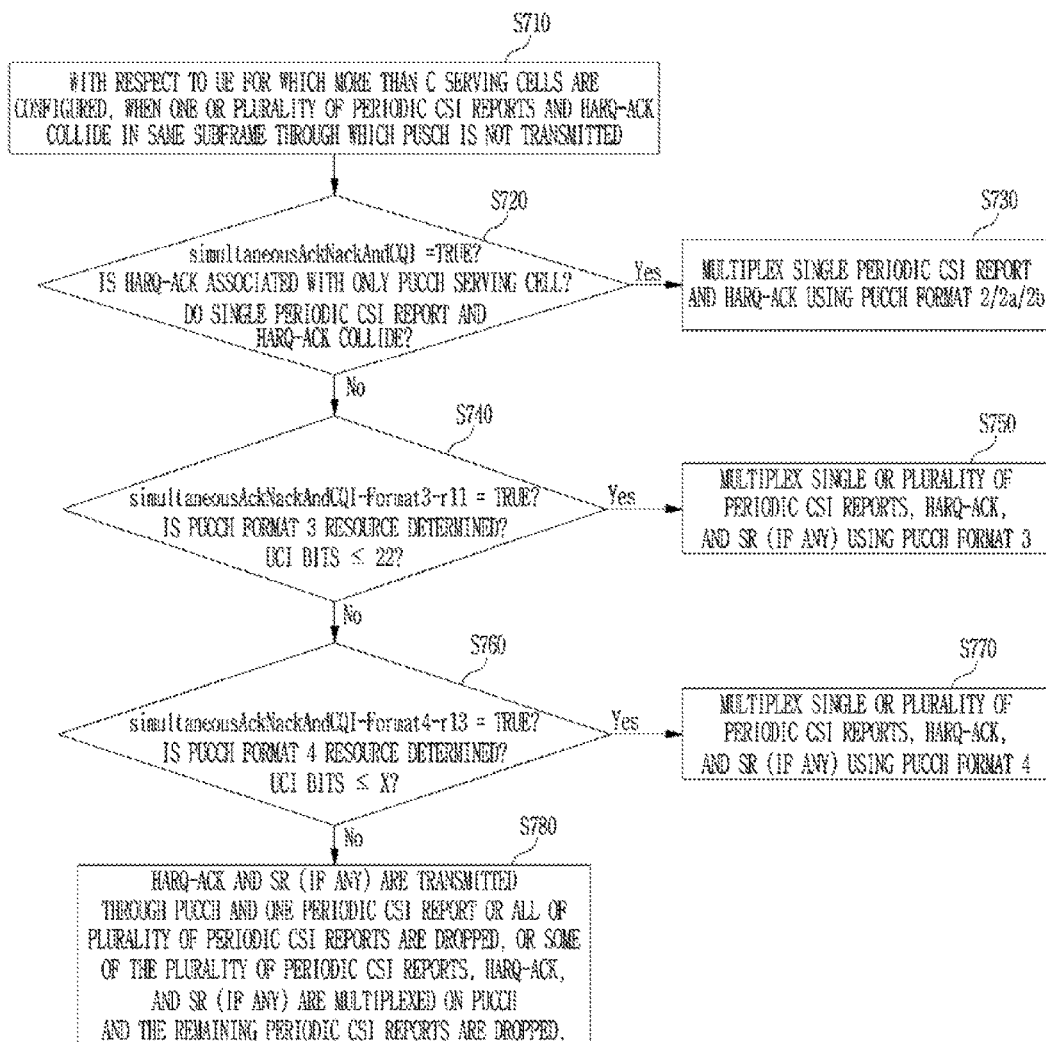 S710
WITH RESPECT TO UE FOR WHICH MORE THAN C SERVING CELLS ARE
CONFIGURED, WHEN ONE OR PLURALITY OF PERIODIC CSI REPORTS AND HARQ-ACK
COLLIDE IN SAME SUBFRAME THROUGH WHICH PUSCH IS NOT TRANSMITTED
S720
simultaneousAckNackAndCQI =TRUE?
IS HARQ-ACK ASSOCIATED WITH ONLY PUCCH SERVING CELL?
DO SINGLE PERIODIC CSI REPORT AND
HARQ-ACK COLLIDE?
Yes
S730
MULTIPLEX SINGLE PERIODIC CSI REPORT
AND HARQ-ACK USING PUCCH FORMAT 2/2a/2b
No
S740
simultaneousAckNackAndCQI-Format3-r11 = TRUE?
IS PUCCH FORMAT 3 RESOURCE DETERMINED?
UCI BITS ≤ 22?
Yes
S750
MULTIPLEX SINGLE OR PLURALITY OF
PERIODIC CSI REPORTS, HARQ-ACK,
AND SR (IF ANY) USING PUCCH FORMAT 3
No
S760
simultaneousAckNackAndCQI-Format4-r13 = TRUE?
IS PUCCH FORMAT 4 RESOURCE DETERMINED?
UCI BITS ≤ X?
Yes
S770
MULTIPLEX SINGLE OR PLURALITY OF
PERIODIC CSI REPORTS, HARQ-ACK,
AND SR (IF ANY) USING PUCCH FORMAT 4
No
S780
HARQ-ACK AND SR (IF ANY) ARE TRANSMITTED
THROUGH PUCCH AND ONE PERIODIC CSI REPORT OR ALL OF
PLURALITY OF PERIODIC CSI REPORTS ARE DROPPED, OR SOME
OF THE PLURALITY OF PERIODIC CSI REPORTS, HARQ-ACK,
AND SR (IF ANY) ARE MULTIPLEXED ON PUCCH
AND THE REMAINING PERIODIC CSI REPORTS ARE DROPPED.